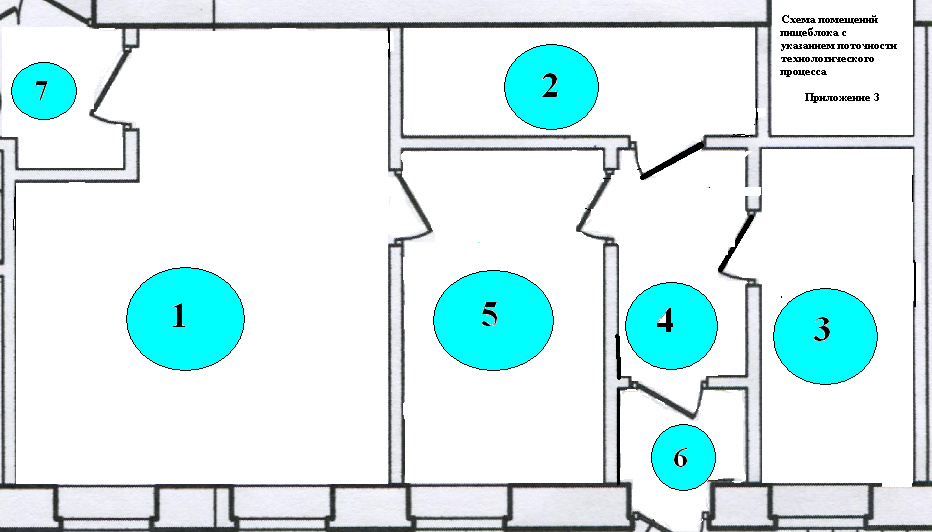 Схема помещений
пищеблока с
указанием поточности
технологического
процесса
Приложение 3
7
2
1
5
4
3
6